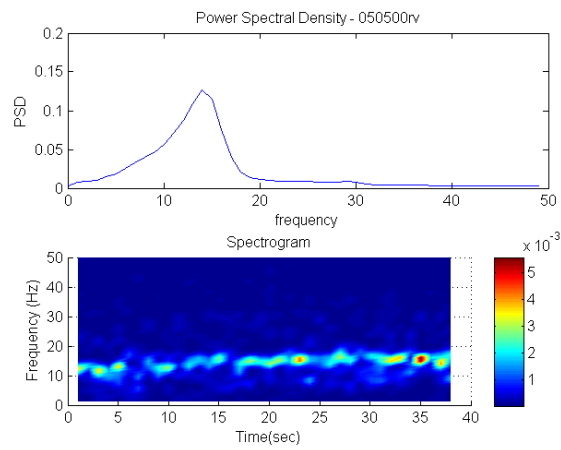 Power Spectral Density - 050500rv
0.2
0.15
0.1
0.05
0
PSD
0 10 20 30 40 50
frequency
Spectrogram
x 10^-3
50
40
30
20
10
0
Frequency (Hz)
0 5 10 15 20 25 30 35 40
Time(sec)
5
4
3
2
1